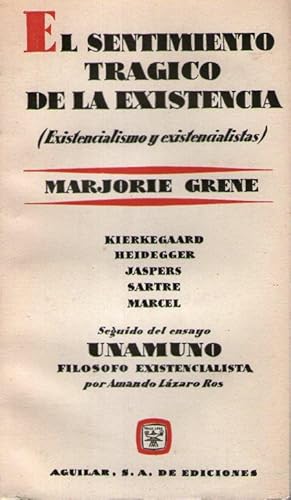 EL SENTIMIENTO
TRAGICO
DE LA EXISTENCIA
(Existencialismo y existencialistas)
MARJORIE GRENE
KIERKEGAARD
HEIDEGGER
JASPERS
SARTRE
MARCEL
Seguido del ensayo
UNAMUNO
FILOSOFO EXISTENCIALISTA
por Amando Lázaro Ros
AGUILAR, S. A. DE EDICIONES